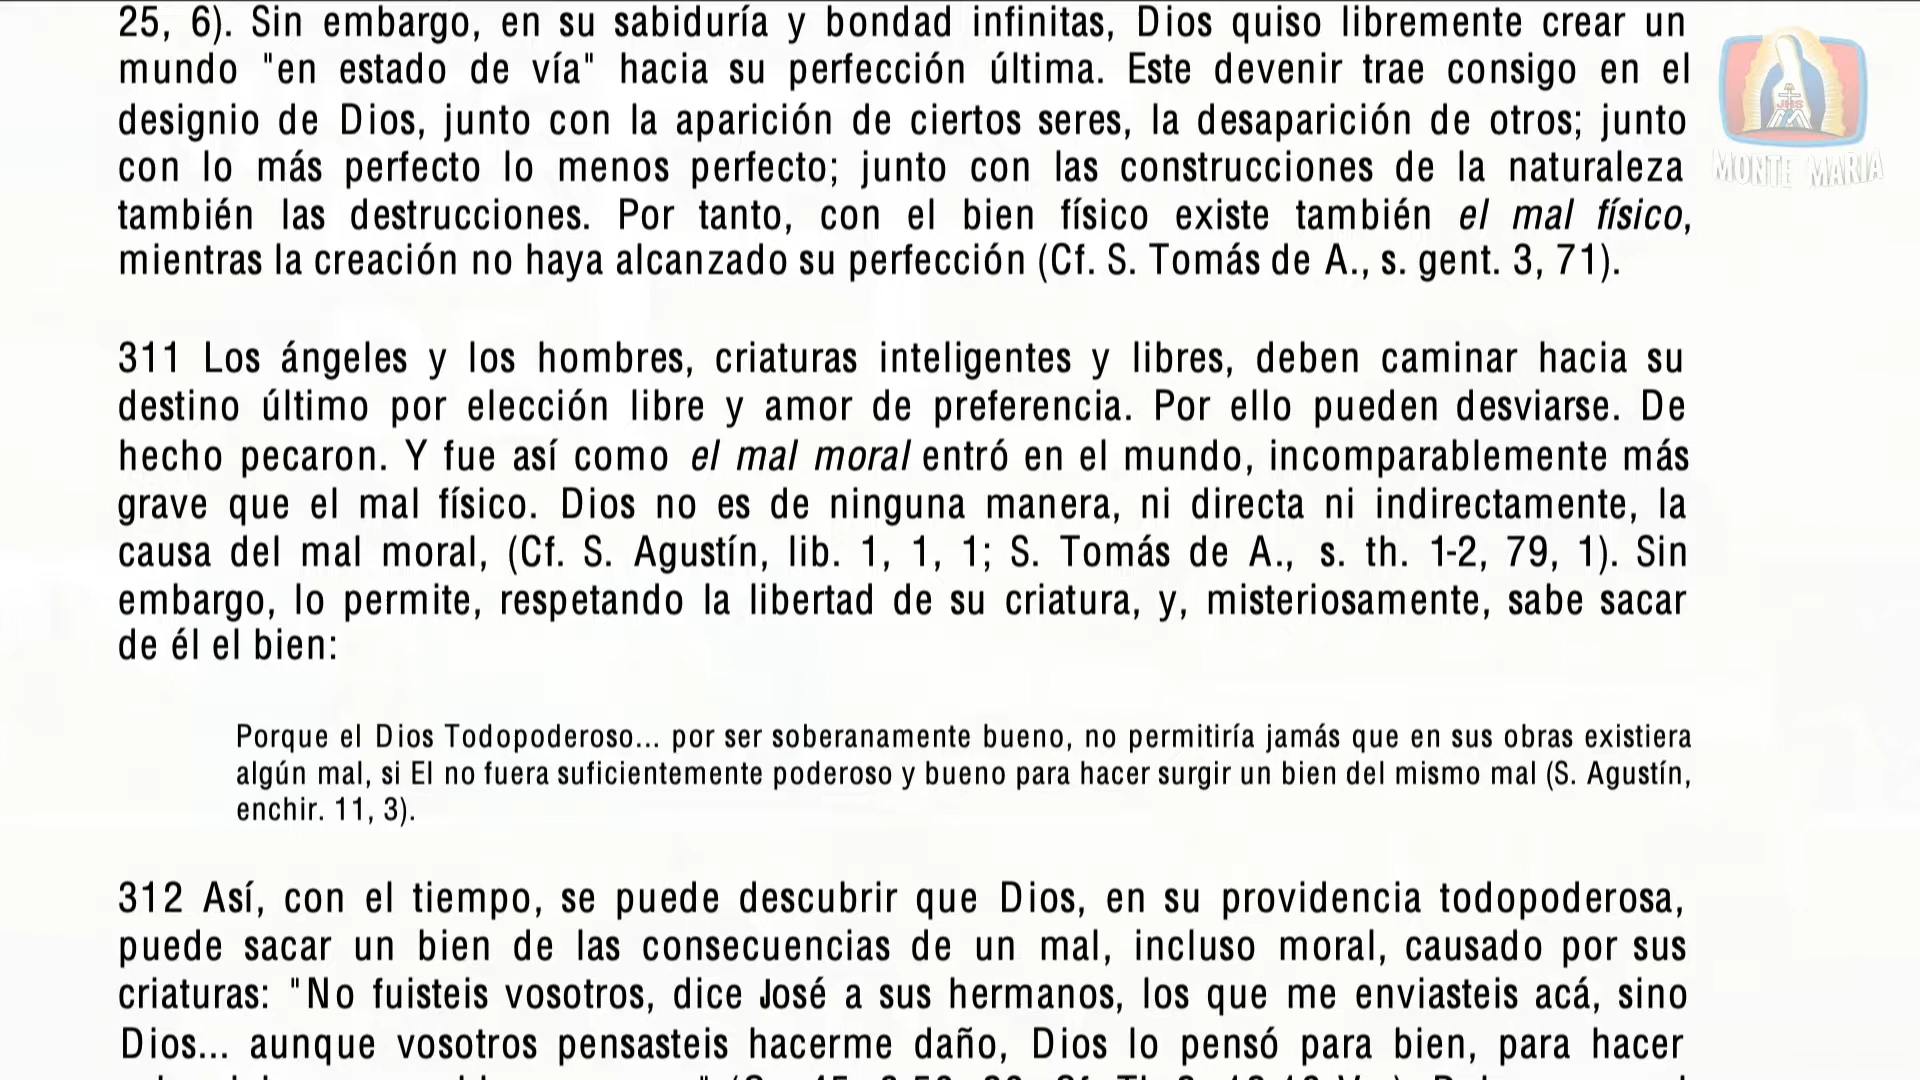 25, 6). Sin embargo, en su sabiduría y bondad infinitas, Dios quiso libremente crear un
mundo "en estado de vía" hacia su perfección última. Este devenir trae consigo en el
designio de Dios, junto con la aparición de ciertos seres, la desaparición de otros; junto
con lo más perfecto lo menos perfecto; junto con las construcciones de la naturaleza
también las destrucciones. Por tanto, con el bien físico existe también el mal físico,
mientras la creación no haya alcanzado su perfección (Cf. S. Tomás de A., s. gent. 3, 71).
311 Los ángeles y los hombres, criaturas inteligentes y libres, deben caminar hacia su
destino último por elección libre y amor de preferencia. Por ello pueden desviarse. De
hecho pecaron. Y fue así como el mal moral entró en el mundo, incomparablemente más
grave que el mal físico. Dios no es de ninguna manera, ni directa ni indirectamente, la
causa del mal moral, (Cf. S. Agustín, lib. 1, 1, 1; S. Tomás de A., s. th. 1-2, 79, 1). Sin
embargo, lo permite, respetando la libertad de su criatura, y, misteriosamente, sabe sacar
de él el bien:
Porque el Dios Todopoderoso... por ser soberanamente bueno, no permitiría jamás que en sus obras existiera
algún mal, si El no fuera suficientemente poderoso y bueno para hacer surgir un bien del mismo mal (S. Agustín,
enchir. 11, 3).
312 Así, con el tiempo, se puede descubrir que Dios, en su providencia todopoderosa,
puede sacar un bien de las consecuencias de un mal, incluso moral, causado por sus
criaturas: "No fuisteis vosotros, dice José a sus hermanos, los que me enviasteis acá, sino
Dios... aunque vosotros pensasteis hacerme daño, Dios lo pensó para bien, para hacer
JHS
MONTE MARIA